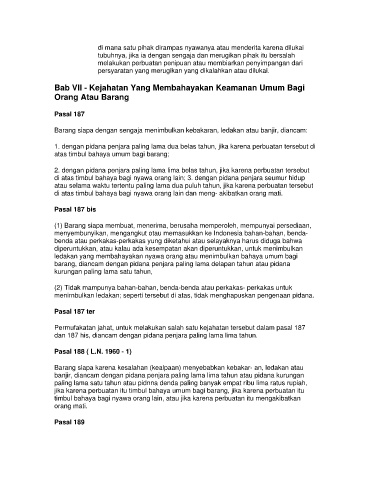 di mana satu pihak dirampas nyawanya atau menderita karena dilukai
tubuhnya, jika ia dengan sengaja dan merugikan pihak itu bersalah
melakukan perbuatan penipuan atau membiarkan penyimpangan dari
persyaratan yang merugikan yang dikalahkan atau dilukai.
Bab VII - Kejahatan Yang Membahayakan Keamanan Umum Bagi
Orang Atau Barang
Pasal 187
Barang siapa dengan sengaja menimbulkan kebakaran, ledakan atau banjir, diancam:
1. dengan pidana penjara paling lama dua belas tahun, jika karena perbuatan tersebut di
atas timbul bahaya umum bagi barang;
2. dengan pidana penjara paling lama lima belas tahun, jika karena perbuatan tersebut
di atas timbul bahaya bagi nyawa orang lain; 3. dengan pidana penjara seumur hidup
atau selama waktu tertentu paling lama dua puluh tahun, jika karena perbuatan tersebut
di atas timbul bahaya bagi nyawa orang lain dan meng- akibatkan orang mati.
Pasal 187 bis
(1) Barang siapa membuat, menerima, berusaha memperoleh, mempunyai persediaan,
menyembunyikan, mengangkut atau memasukkan ke Indonesia bahan-bahan, benda-
benda atau perkakas-perkakas yang diketahui atau selayaknya harus diduga bahwa
diperuntukkan, atau kalau ada kesempatan akan diperuntukkan, untuk menimbulkan
ledakan yang membahayakan nyawa orang atau menimbulkan bahaya umum bagi
barang, diancam dengan pidana penjara paling lama delapan tahun atau pidana
kurungan paling lama satu tahun,
(2) Tidak mampunya bahan-bahan, benda-benda atau perkakas- perkakas untuk
menimbulkan ledakan; seperti tersebut di atas, tidak menghapuskan pengenaan pidana.
Pasal 187 ter
Permufakatan jahat, untuk melakukan salah satu kejahatan tersebut dalam pasal 187
dan 187 his, diancam dengan pidana penjara paling lama lima tahun.
Pasal 188 ( L.N. 1960 - 1)
Barang siapa karena kesalahan (kealpaan) menyebabkan kebakar- an, ledakan atau
banjir, diancam dengan pidana penjara paling lama lima tahun atau pidana kurungan
paling lama satu tahun atau pidnna denda paling banyak empat ribu lima ratus rupiah,
jika karena perbuatan itu timbul bahaya umum bagi barang, jika karena perbuatan itu
timbul bahaya bagi nyawa orang lain, atau jika karena perbuatan itu mengakibatkan
orang mati.
Pasal 189